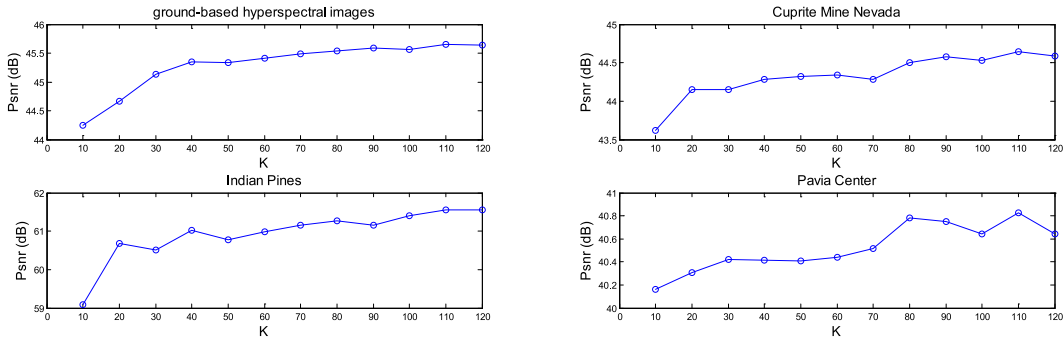 ground-based hyperspectral images
46
45.5
45
44.5
44
Psnr (dB)
0 10 20 30 40 50 60 70 80 90 100 110 120
K
Cuprite Mine Nevada
45
44.5
44
43.5
Psnr (dB)
0 10 20 30 40 50 60 70 80 90 100 110 120
K
Indian Pines
62
61
60
59
Psnr (dB)
0 10 20 30 40 50 60 70 80 90 100 110 120
K
Pavia Center
41
40.8
40.6
40.4
40.2
40
Psnr (dB)
0 10 20 30 40 50 60 70 80 90 100 110 120
K